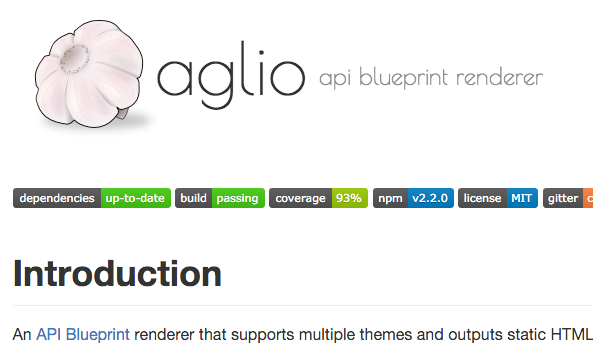 aglio api blueprint renderer
dependencies up-to-date build passing coverage 93% npm v2.2.0 license MIT gitter
Introduction
An API Blueprint renderer that supports multiple themes and outputs static HTML